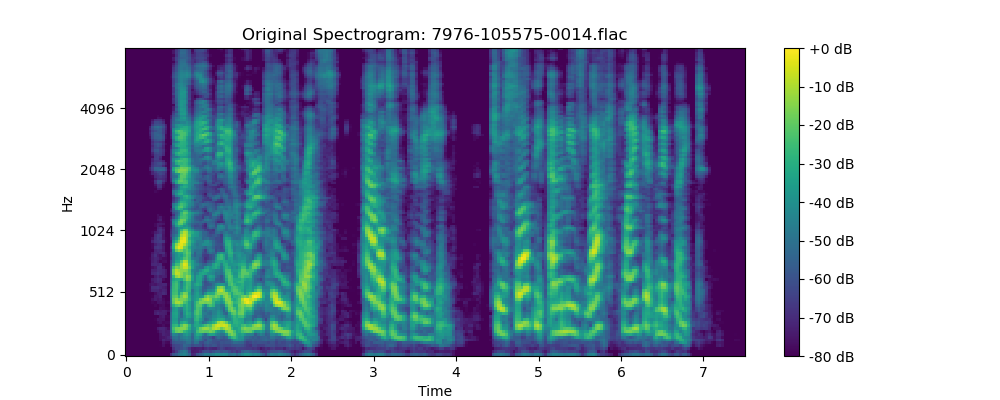 Original Spectrogram: 7976-105575-0014.flac
Hz
4096
2048
1024
512
0
0 1 2 3 4 5 6 7
Time
+0 dB
-10 dB
-20 dB
-30 dB
-40 dB
-50 dB
-60 dB
-70 dB
-80 dB